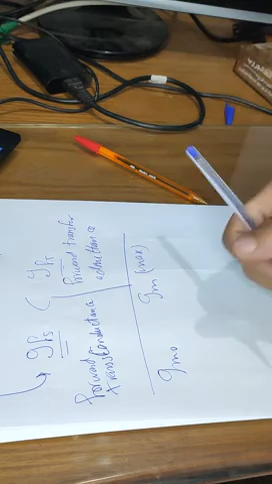 gfs ( gfs
forward
transconductance
forward transfer
admittance
gm (max)
gmo